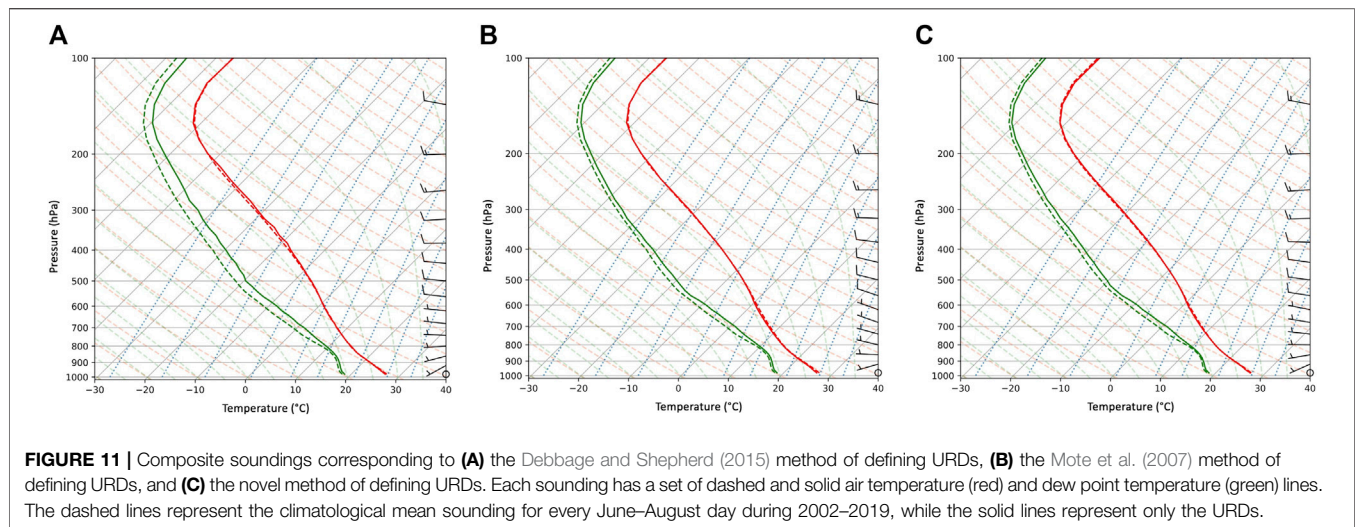 A
B
C
100
200
300
400
500
600
700
800
900
1000
Pressure (hPa)
−30 −20 −10 0 10 20 30 40
Temperature (°C)
100
200
300
400
500
600
700
800
900
1000
Pressure (hPa)
−30 −20 −10 0 10 20 30 40
Temperature (°C)
100
200
300
400
500
600
700
800
900
1000
Pressure (hPa)
−30 −20 −10 0 10 20 30 40
Temperature (°C)
FIGURE 11 | Composite soundings corresponding to (A) the Debbage and Shepherd (2015) method of defining URDs, (B) the Mote et al. (2007) method of
defining URDs, and (C) the novel method of defining URDs. Each sounding has a set of dashed and solid air temperature (red) and dew point temperature (green) lines.
The dashed lines represent the climatological mean sounding for every June–August day during 2002–2019, while the solid lines represent only the URDs.